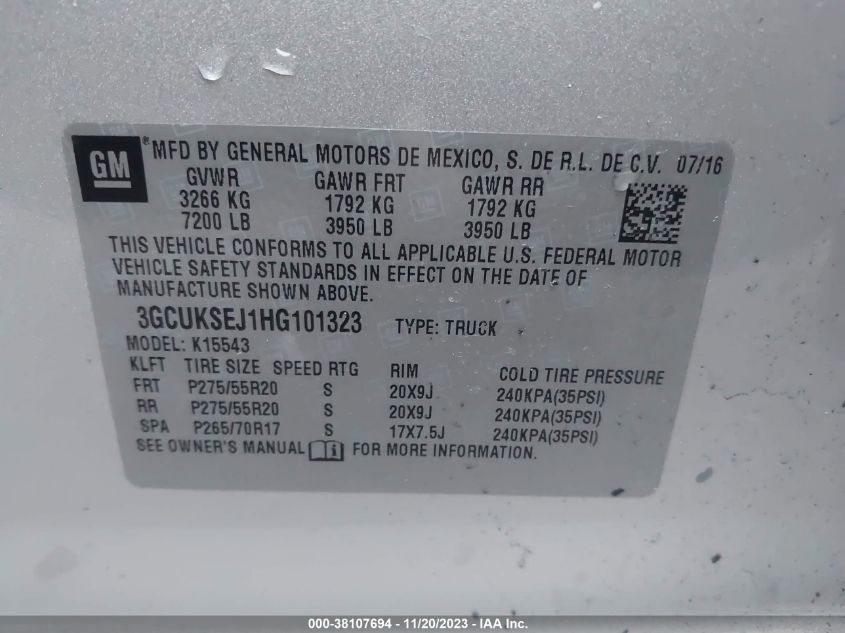 GM ® MFD BY GENERAL MOTORS DE MEXICO, S. DE R.L. DE C.V. 07/16
GVWR GAWR FRT GAWR RR
3266 KG 1792 KG 1792 KG
7200 LB 3950 LB 3950 LB
THIS VEHICLE CONFORMS TO ALL APPLICABLE U.S. FEDERAL MOTOR
VEHICLE SAFETY STANDARDS IN EFFECT ON THE DATE OF
MANUFACTURE SHOWN ABOVE.
3GCUKSEJ1HG101323 TYPE: TRUCK
MODEL: K15543
KLFT TIRE SIZE SPEED RTG RIM COLD TIRE PRESSURE
FRT P275/55R20 S 20X9J 240KPA(35PSI)
RR P275/55R20 S 20X9J 240KPA(35PSI)
SPA P265/70R17 S 17X7.5J 240KPA(35PSI)
SEE OWNER'S MANUAL i FOR MORE INFORMATION.
000-38107694 - 11/20/2023 - IAA Inc.